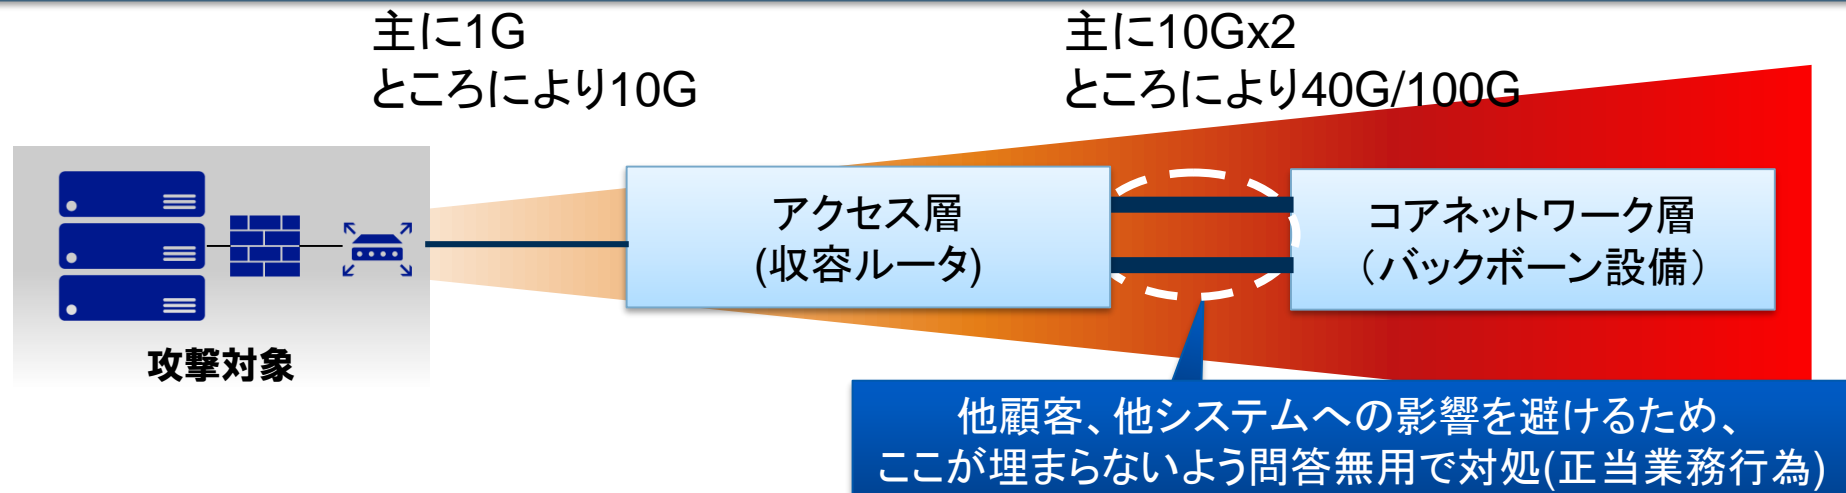 主に1G
ところにより10G
主に10Gx2
ところにより40G/100G
アクセス層
(収容ルータ)
コアネットワーク層
（バックボーン設備）
攻撃対象
他顧客、他システムへの影響を避けるため、
ここが埋まらないよう問答無用で対処(正当業務行為)